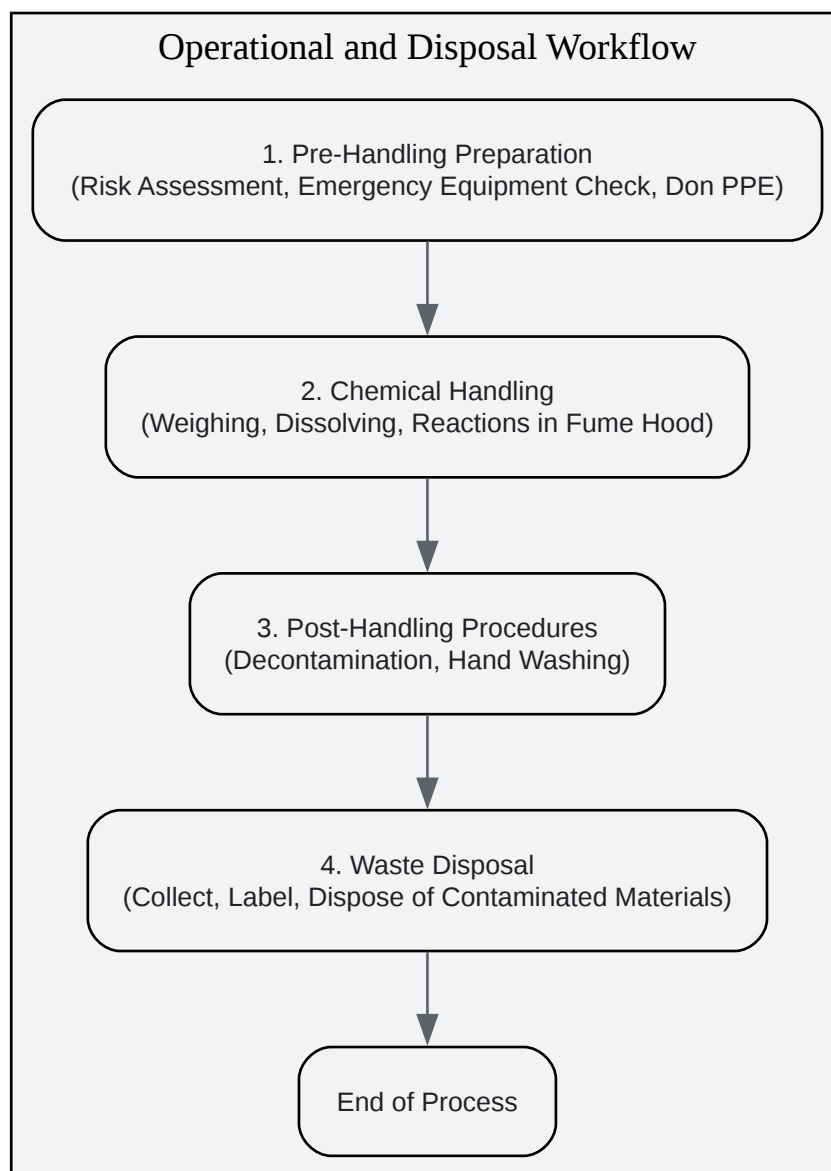 Operational and Disposal Workflow
1. Pre-Handling Preparation
(Risk Assessment, Emergency Equipment Check, Don PPE)
2. Chemical Handling
(Weighing, Dissolving, Reactions in Fume Hood)
3. Post-Handling Procedures
(Decontamination, Hand Washing)
4. Waste Disposal
(Collect, Label, Dispose of Contaminated Materials)
End of Process